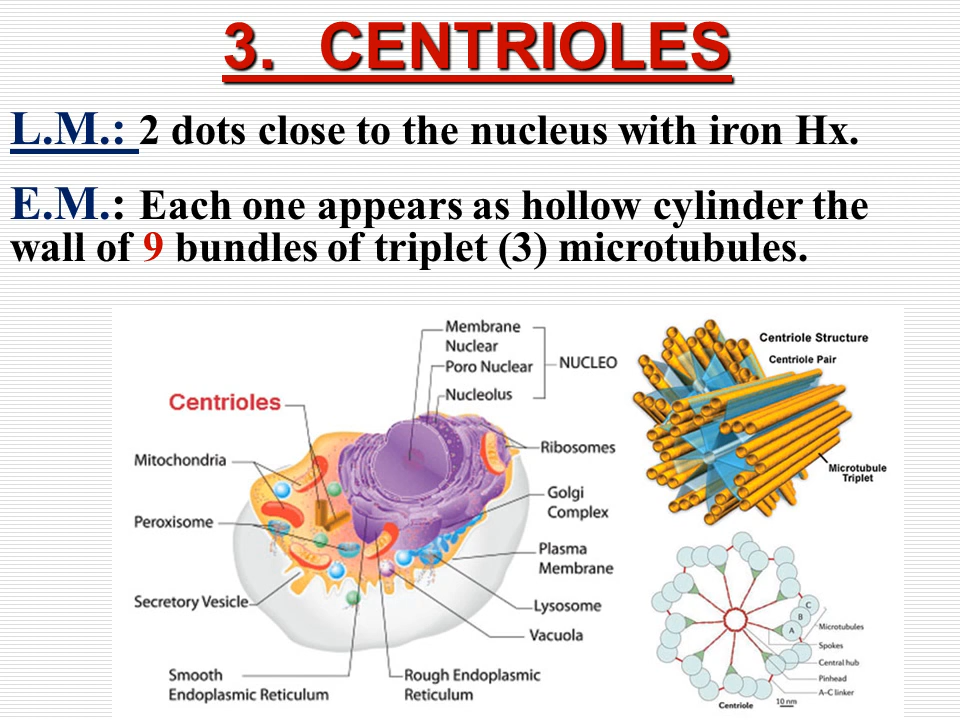 3. CENTRIOLES
L.M.: 2 dots close to the nucleus with iron Hx.
E.M.: Each one appears as hollow cylinder the
wall of 9 bundles of triplet (3) microtubules.
Membrane
Nuclear
Poro Nuclear
Nucleolus
NUCLEO
Centrioles
Mitochondria
Peroxisome
Secretory Vesicle
Smooth
Endoplasmic Reticulum
Rough Endoplasmic
Reticulum
Ribosomes
Golgi
Complex
Plasma
Membrane
Lysosome
Vacuola
Centriole Structure
Centriole Pair
Microtubule
Triplet
C
B
A
Microtubules
Spokes
Central hub
Pinhead
A–C linker
Centriole
10 nm